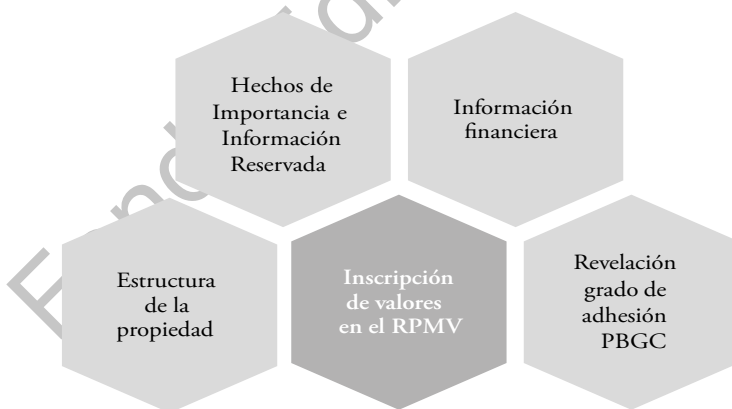 Hechos de
Importancia e
Información
Reservada
Información
financiera
Estructura
de la
propiedad
Inscripción
de valores
en el RPMV
Revelación
grado de
adhesión
PBGC